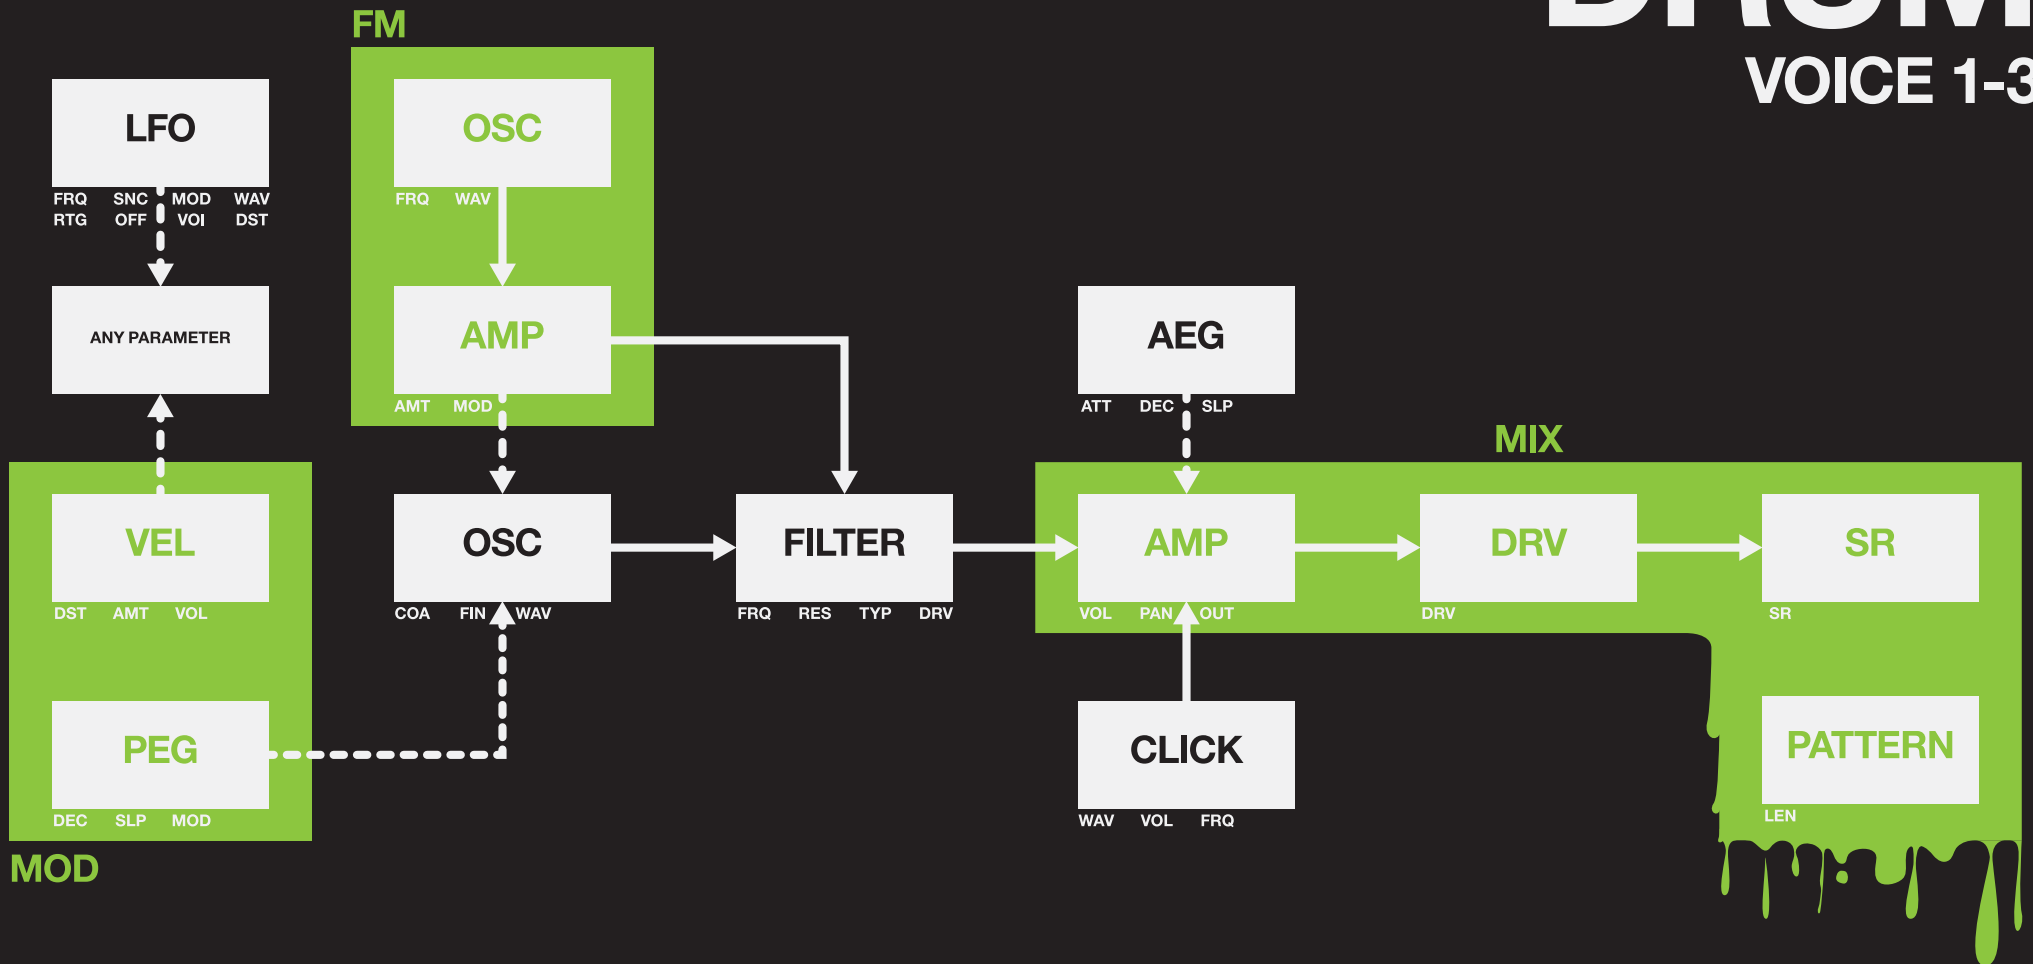 DRUM
VOICE 1-3
FM
LFO
FRQ SNC MOD WAV
RTG OFF VOI DST
ANY PARAMETER
OSC
FRQ WAV
AMP
AMT MOD
AEG
ATT DEC SLP
MIX
VEL
DST AMT VOL
OSC
COA FIN WAV
FILTER
FRQ RES TYP DRV
AMP
VOL PAN OUT
DRV
DRV
SR
SR
PEG
DEC SLP MOD
MOD
CLICK
WAV VOL FRQ
PATTERN
LEN